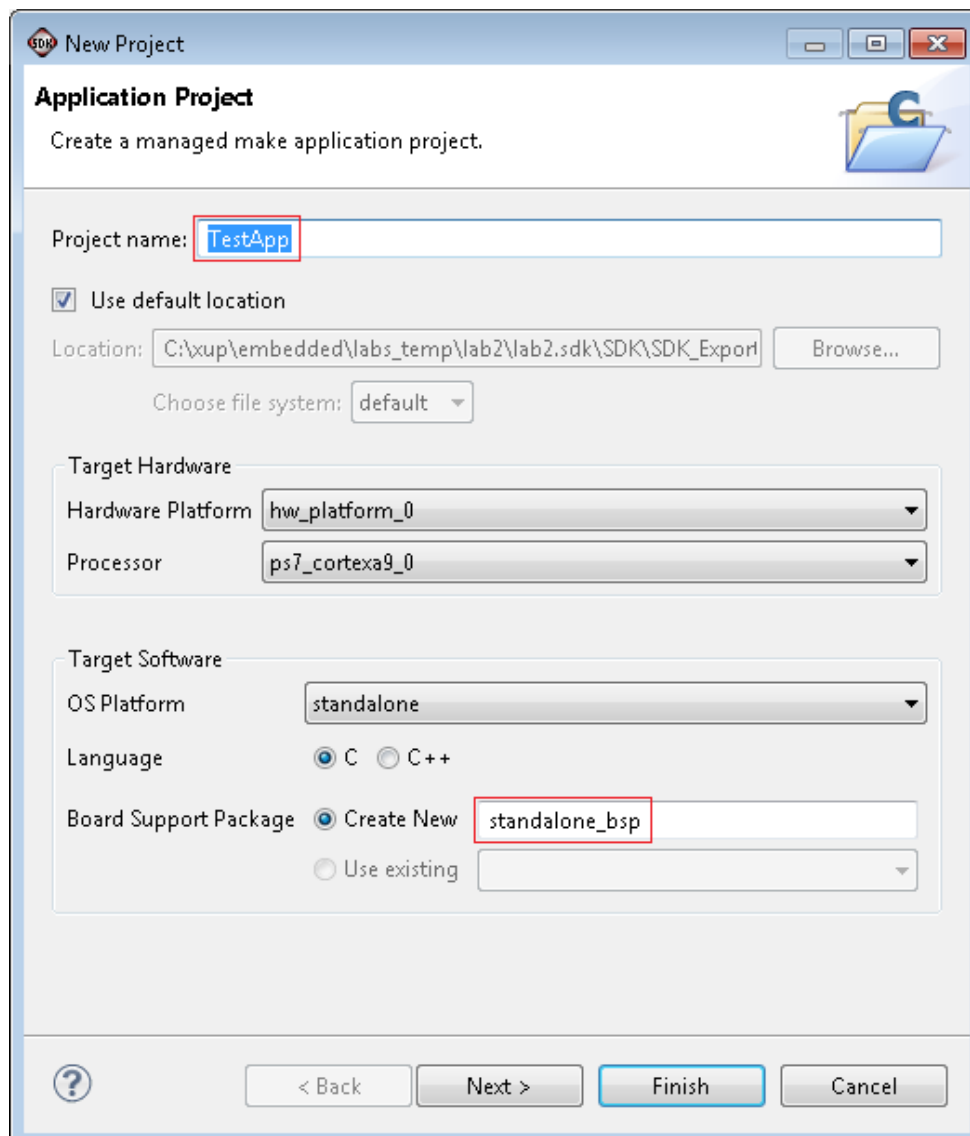 SDK New Project
Application Project
Create a managed make application project.
Project name: TestApp
Use default location
Location: C:\xup\embedded\labs_temp\lab2\lab2.sdk\SDK\SDK_Export Browse...
Choose file system: default
Target Hardware
Hardware Platform hw_platform_0
Processor ps7_cortexa9_0
Target Software
OS Platform standalone
Language C C++
Board Support Package Create New standalone_bsp
Use existing
? < Back Next > Finish Cancel